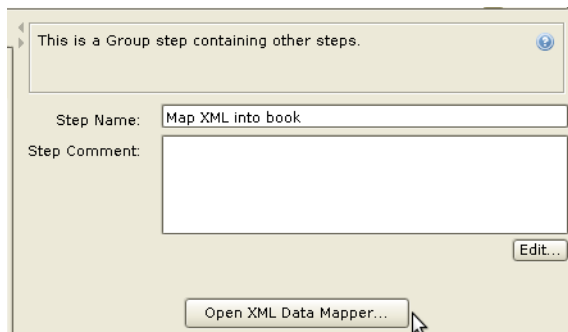 This is a Group step containing other steps.
Step Name: Map XML into book
Step Comment:
Edit...
Open XML Data Mapper...